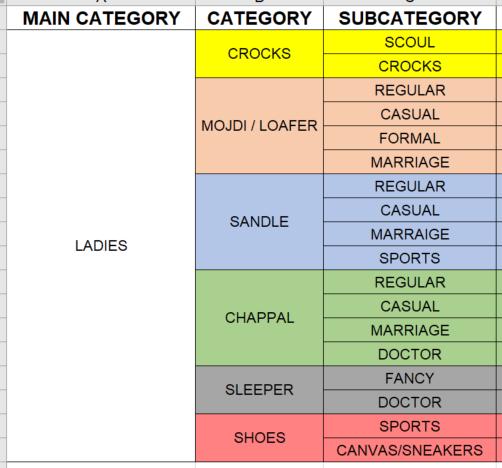 MAIN CATEGORY CATEGORY SUBCATEGORY
LADIES
CROCKS
SCOUL
CROCKS
MOJDI / LOAFER
REGULAR
CASUAL
FORMAL
MARRIAGE
SANDLE
REGULAR
CASUAL
MARRAIGE
SPORTS
CHAPPAL
REGULAR
CASUAL
MARRIAGE
DOCTOR
SLEEPER
FANCY
DOCTOR
SHOES
SPORTS
CANVAS/SNEAKERS